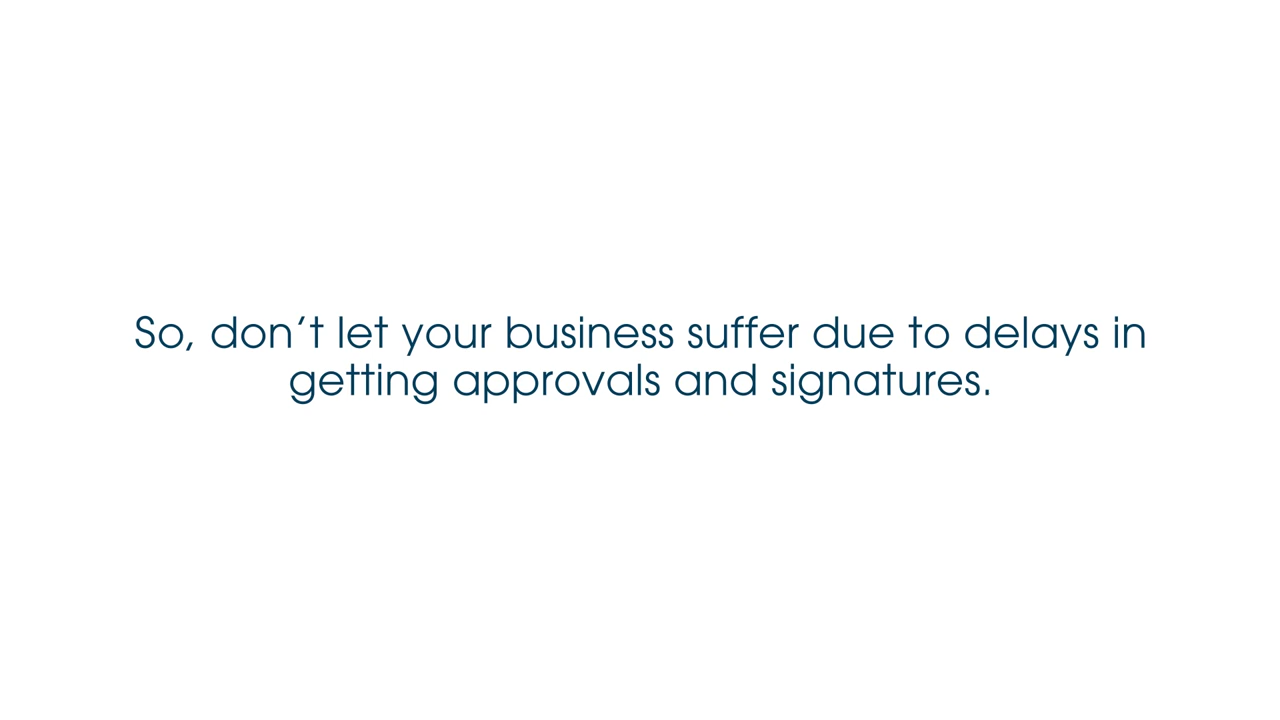 So, don’t let your business suffer due to delays in
getting approvals and signatures.